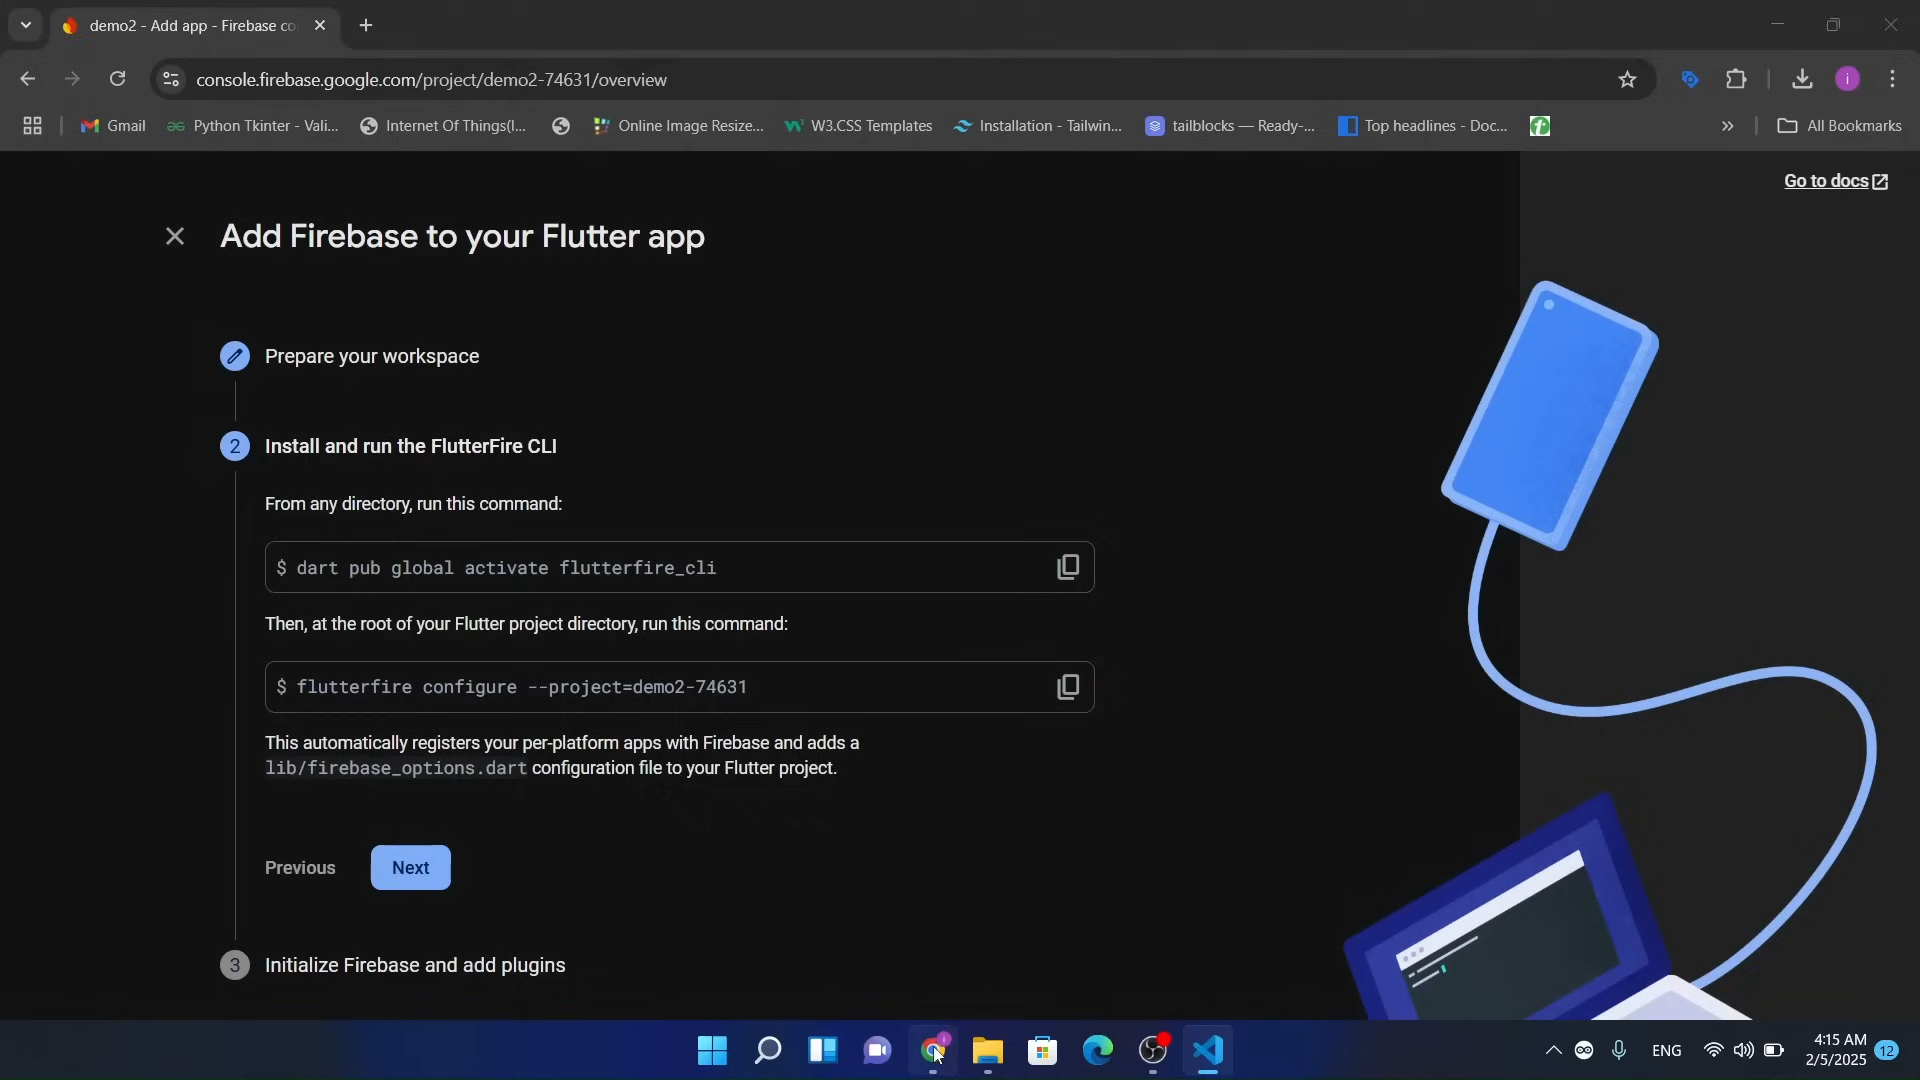 demo2 - Add app - Firebase co
console.firebase.google.com/project/demo2-74631/overview
i
Gmail
Python Tkinter - Vali...
Internet Of Things(I...
Online Image Resize...
W3.CSS Templates
Installation - Tailwin...
tailblocks — Ready-...
Top headlines - Doc...
All Bookmarks
Go to docs
Add Firebase to your Flutter app
Prepare your workspace
2 Install and run the FlutterFire CLI
From any directory, run this command:
$ dart pub global activate flutterfire_cli
Then, at the root of your Flutter project directory, run this command:
$ flutterfire configure --project=demo2-74631
This automatically registers your per-platform apps with Firebase and adds a
lib/firebase_options.dart configuration file to your Flutter project.
Previous
Next
3 Initialize Firebase and add plugins
ENG
4:15 AM
2/5/2025
12